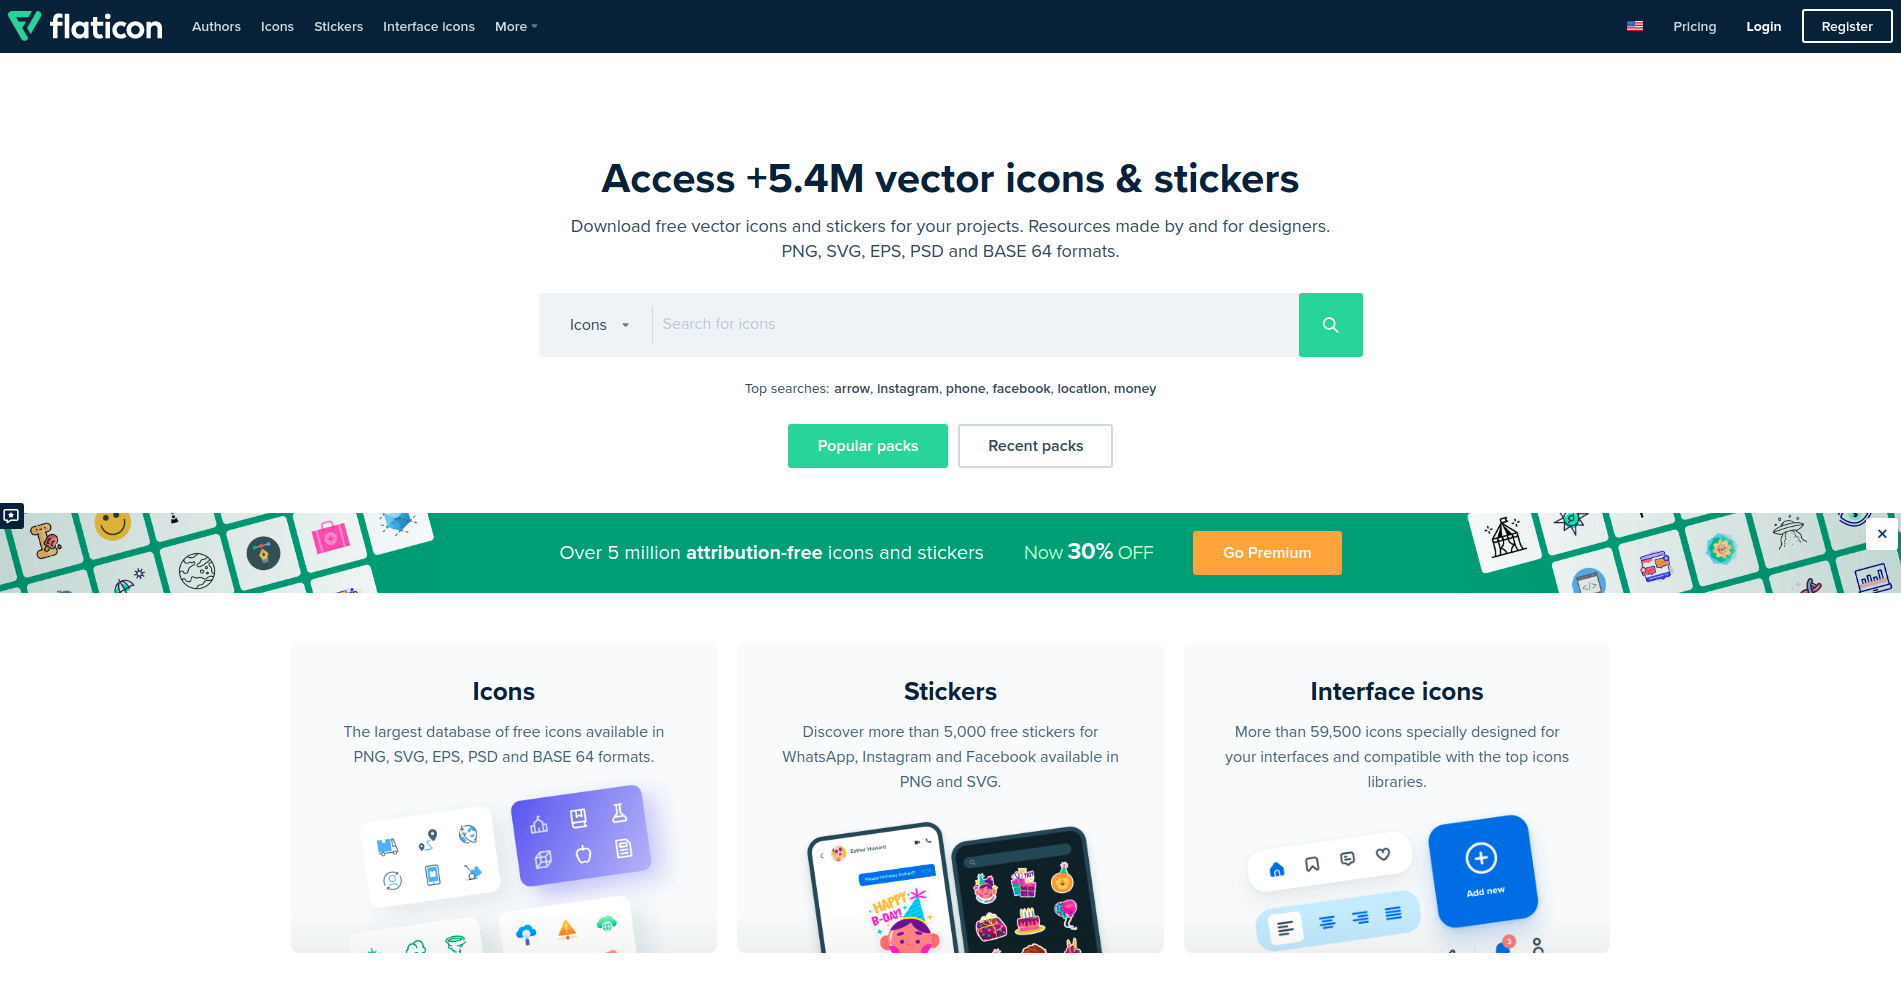 flaticon
Authors Icons Stickers Interface icons More
Pricing Login Register
Access +5.4M vector icons & stickers
Download free vector icons and stickers for your projects. Resources made by and for designers.
PNG, SVG, EPS, PSD and BASE 64 formats.
Icons Search for icons
Top searches: arrow, instagram, phone, facebook, location, money
Popular packs Recent packs
Over 5 million attribution-free icons and stickers Now 30% OFF Go Premium
Icons
The largest database of free icons available in
PNG, SVG, EPS, PSD and BASE 64 formats.
Stickers
Discover more than 5,000 free stickers for
WhatsApp, Instagram and Facebook available in
PNG and SVG.
Esther Howard
Happy birthday Esther!!
HAPPY
B-DAY!
Interface icons
More than 59,500 icons specially designed for
your interfaces and compatible with the top icons
libraries.
Add new
3